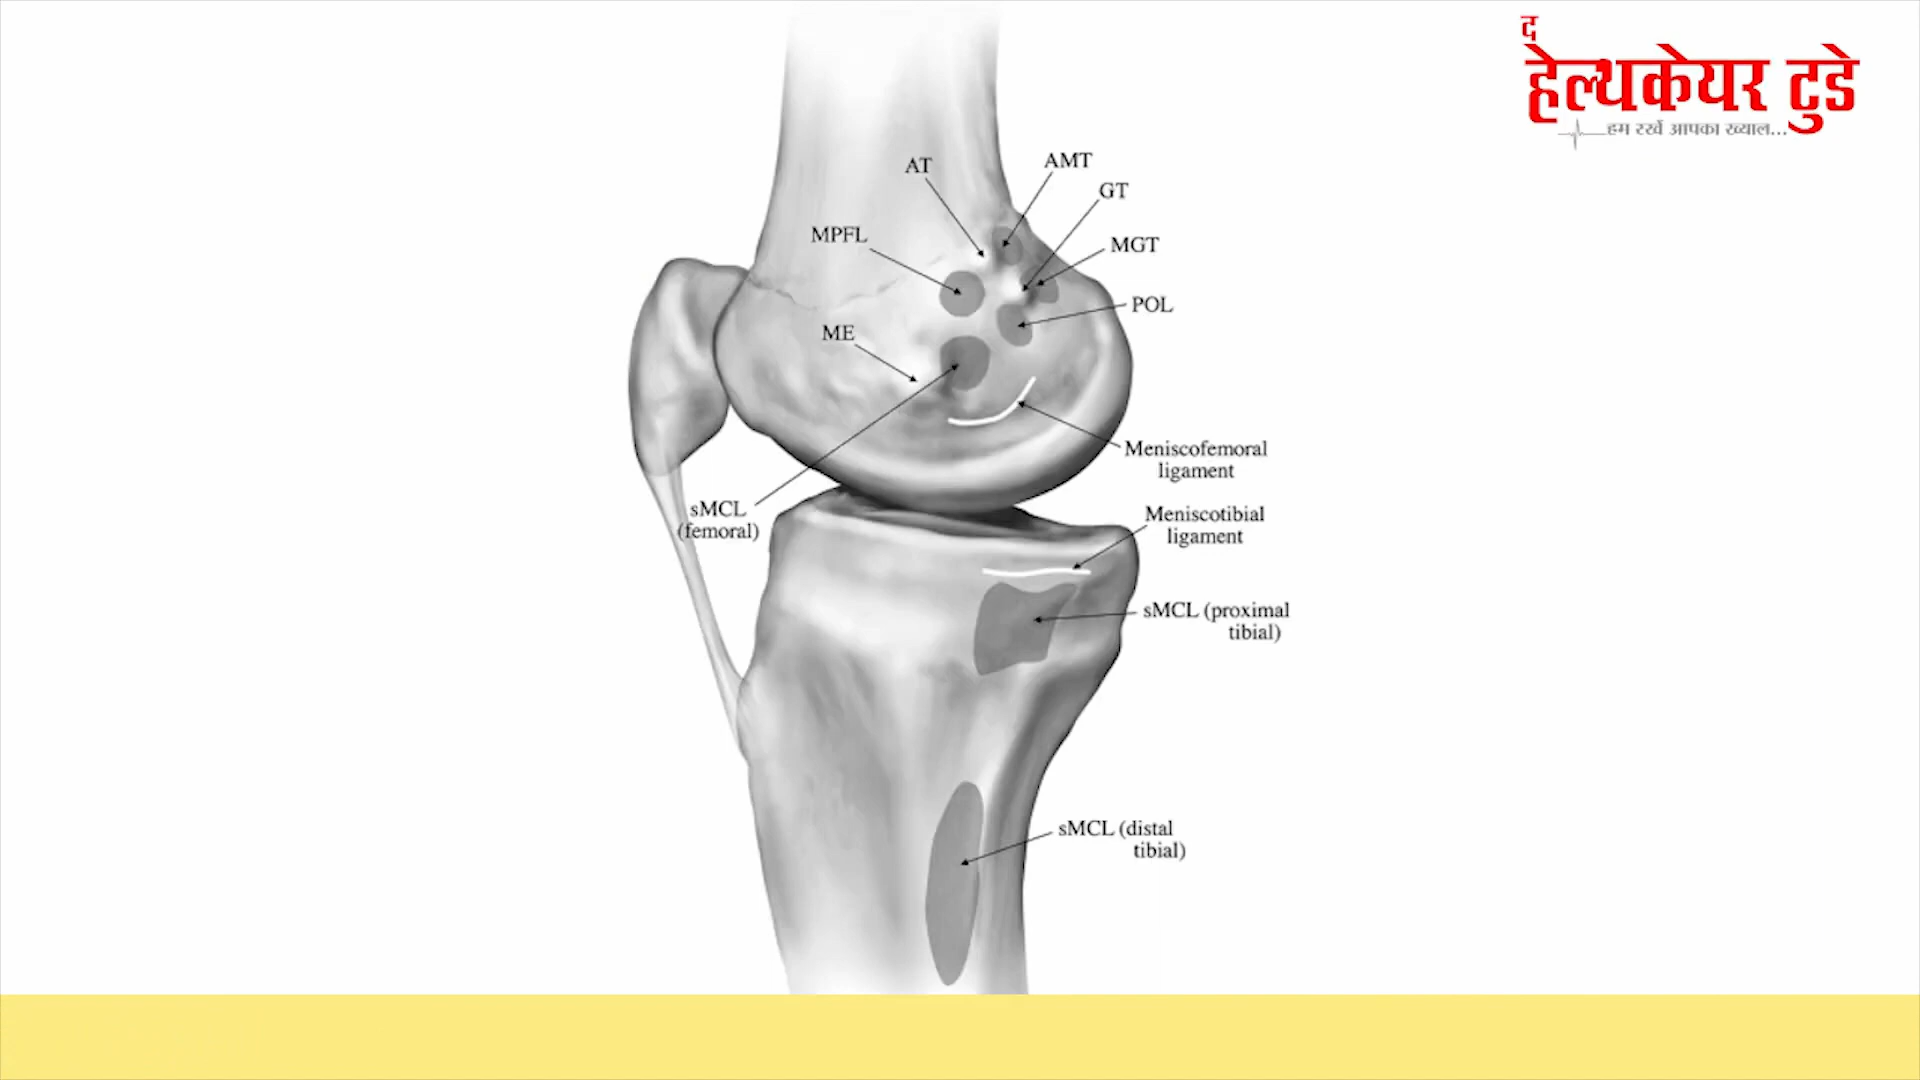 द
हेल्थकेयर टुडे
हम रखें आपका ख्याल...
AT
AMT
GT
MPFL
MGT
POL
ME
Meniscofemoral
ligament
sMCL
(femoral)
Meniscotibial
ligament
sMCL (proximal
tibial)
sMCL (distal
tibial)